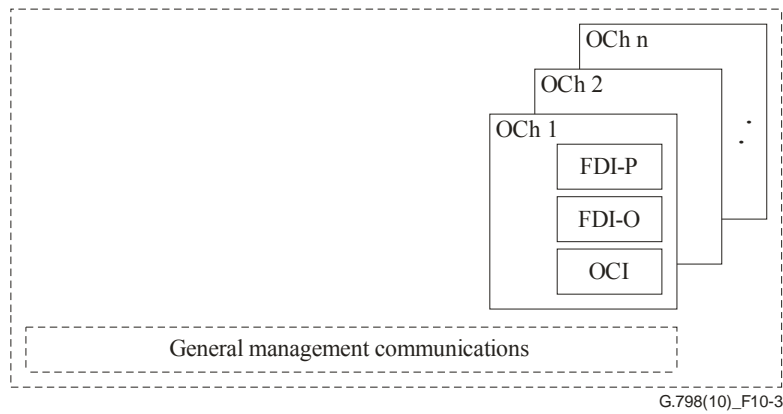 OCh n
OCh 2
OCh 1
FDI-P
FDI-O
OCI
General management communications
G.798(10)_F10-3